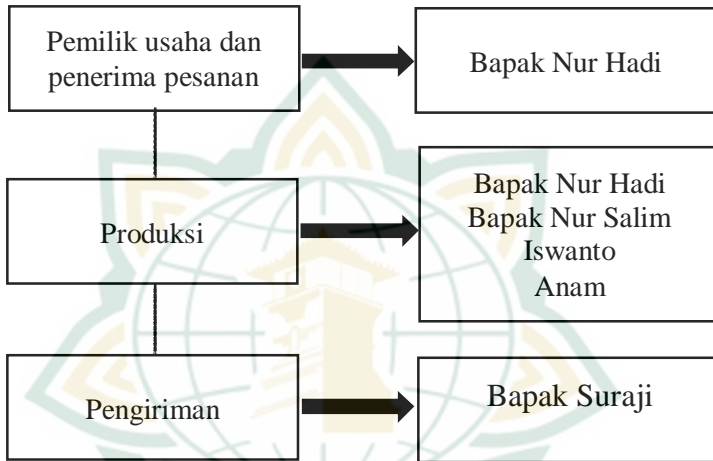 Pemilik usaha dan
penerima pesanan
Bapak Nur Hadi
Produksi
Bapak Nur Hadi
Bapak Nur Salim
Iswanto
Anam
Pengiriman
Bapak Suraji